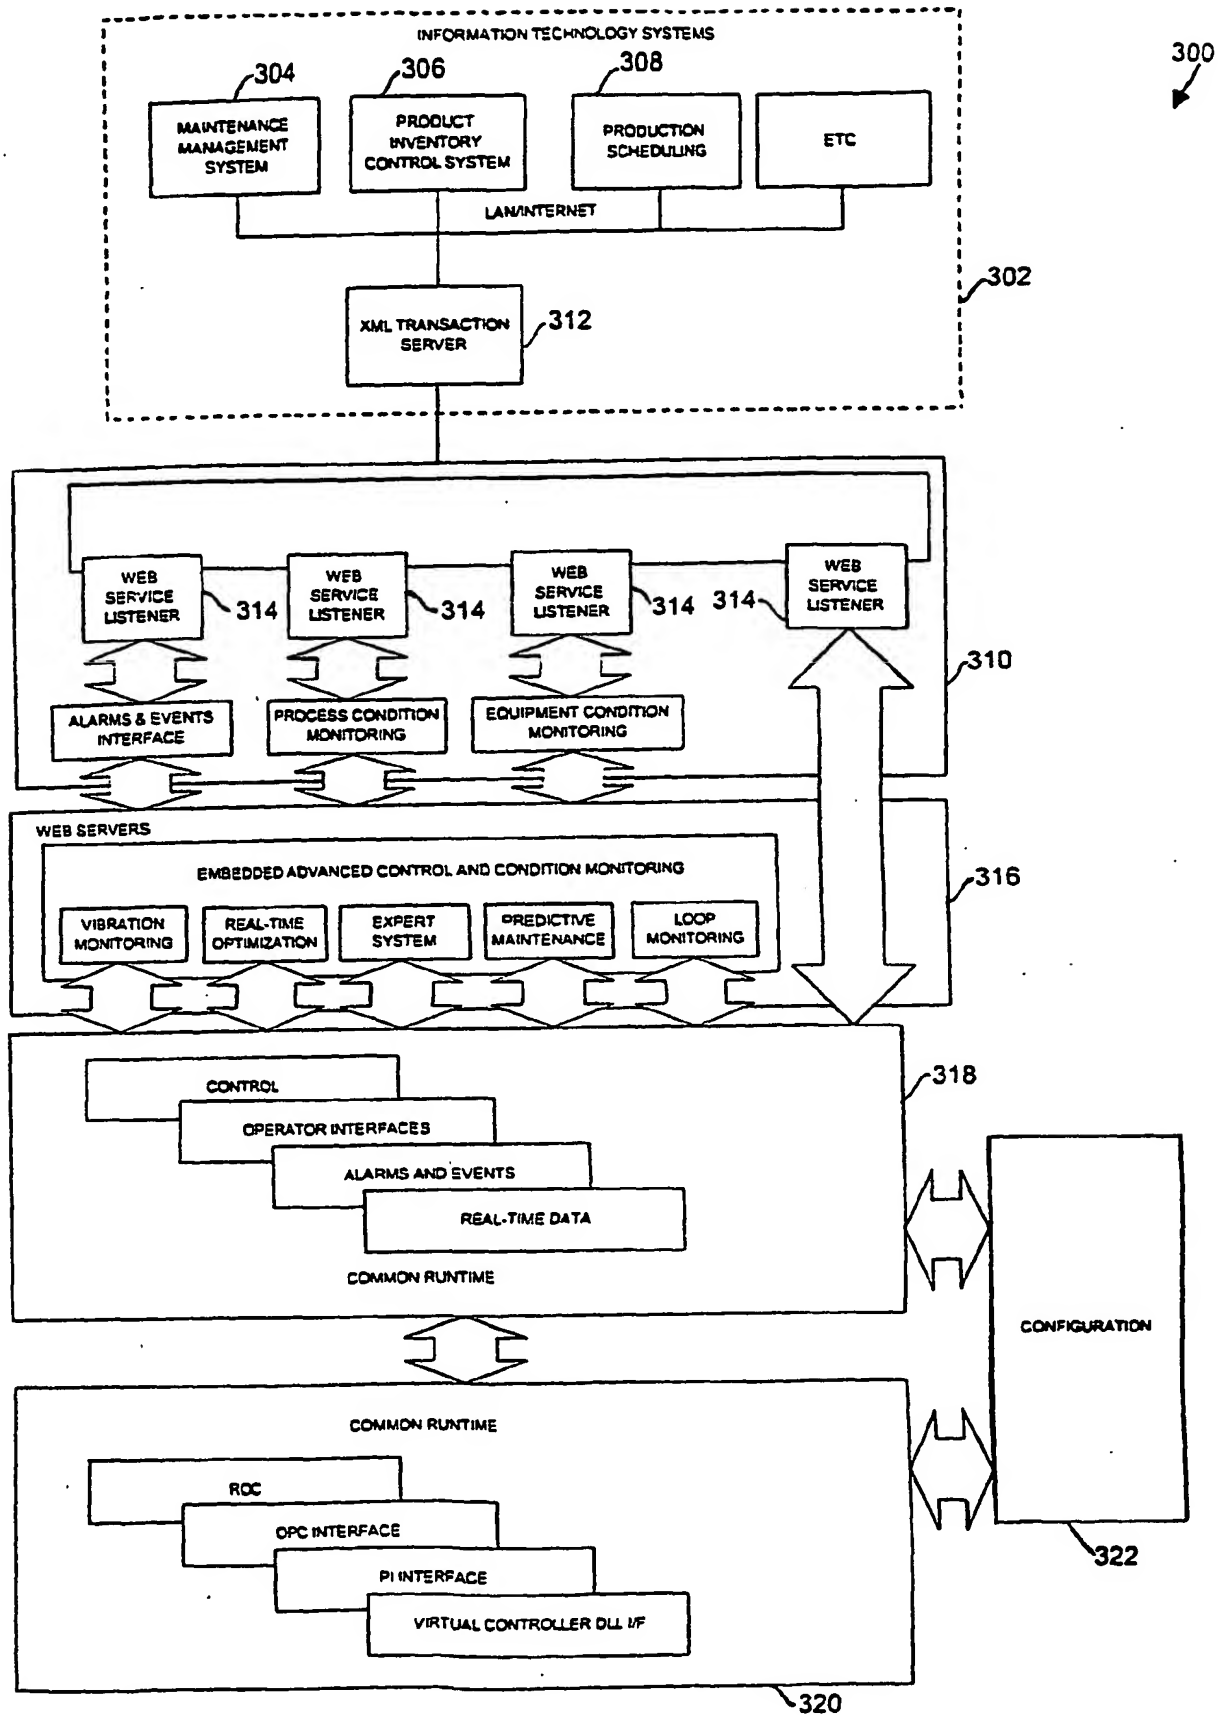 INFORMATION TECHNOLOGY SYSTEMS
300
304
306
308
MAINTENANCE
MANAGEMENT
SYSTEM
PRODUCT
INVENTORY
CONTROL SYSTEM
PRODUCTION
SCHEDULING
ETC
LAN/INTERNET
302
XML TRANSACTION
SERVER
312
WEB
SERVICE
LISTENER
314
WEB
SERVICE
LISTENER
314
WEB
SERVICE
LISTENER
314
314
WEB
SERVICE
LISTENER
310
ALARMS & EVENTS
INTERFACE
PROCESS CONDITION
MONITORING
EQUIPMENT CONDITION
MONITORING
WEB SERVERS
EMBEDDED ADVANCED CONTROL AND CONDITION MONITORING
316
VIBRATION
MONITORING
REAL-TIME
OPTIMIZATION
EXPERT
SYSTEM
PREDICTIVE
MAINTENANCE
LOOP
MONITORING
318
CONTROL
OPERATOR INTERFACES
ALARMS AND EVENTS
REAL-TIME DATA
COMMON RUNTIME
CONFIGURATION
322
COMMON RUNTIME
ROC
OPC INTERFACE
PI INTERFACE
VIRTUAL CONTROLLER DLL I/F
320